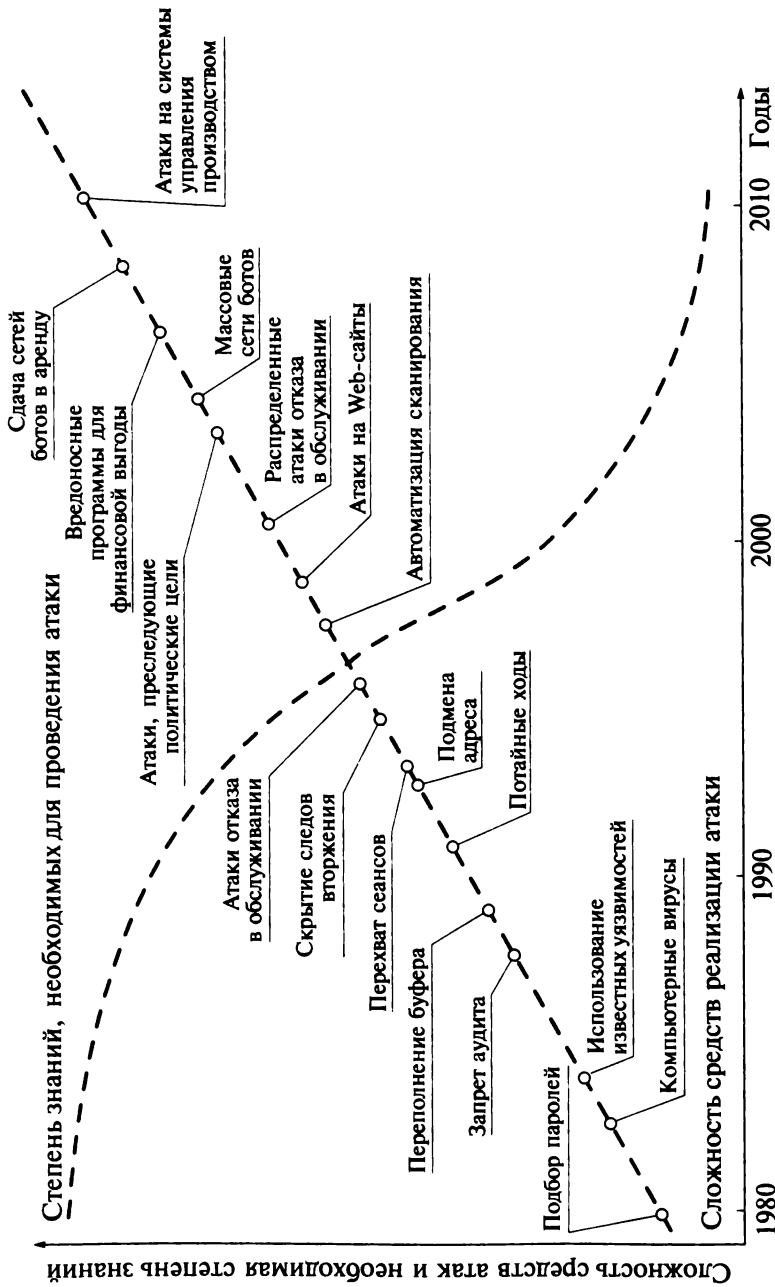 Сложность средств атак и необходимая степень знаний
Степень знаний, необходимых для проведения атаки
Сдача сетей
ботов в аренду
Вредоносные
программы для
финансовой выгоды
Атаки, преследующие
политические цели
Атаки на системы
управления
производством
Массовые
сети ботов
Распределенные
атаки отказа
в обслуживании
Атаки на Web-сайты
Автоматизация сканирования
Атаки отказа
в обслуживании
Скрытие следов
вторжения
Перехват сеансов
Подмена
адреса
Потайные ходы
Переполнение буфера
Запрет аудита
Использование
известных уязвимостей
Компьютерные вирусы
Подбор паролей
Сложность средств реализации атаки
1980
1990
2000
2010
Годы